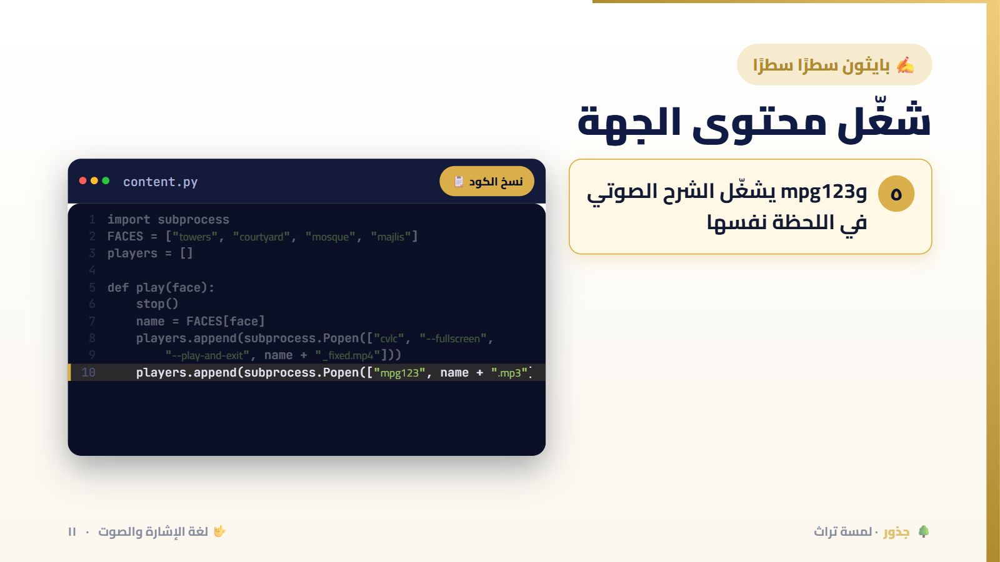 ✍️ بايثون سطرًا سطرًا
شغّل محتوى الجهة
٥
وmpg123 يشغّل الشرح الصوتي
في اللحظة نفسها
content.py
نسخ الكود 📋
1 import subprocess
2 FACES = ["towers", "courtyard", "mosque", "majlis"]
3 players = []
4
5 def play(face):
6     stop()
7     name = FACES[face]
8     players.append(subprocess.Popen(["cvlc", "--fullscreen",
9         "--play-and-exit", name + "_fixed.mp4"]))
10     players.append(subprocess.Popen(["mpg123", name + ".mp3"]
🌳 جذور · لمسة تراث
🤟 لغة الإشارة والصوت · ١١